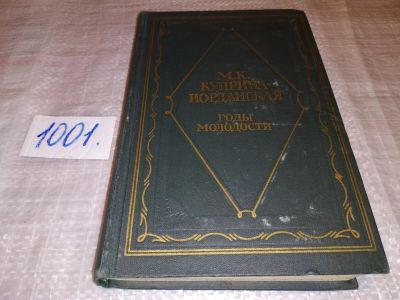 1001.
М.К.
КУПРИНА-
ИОРДАНСКАЯ
ГОДЫ
МОЛОДОСТИ